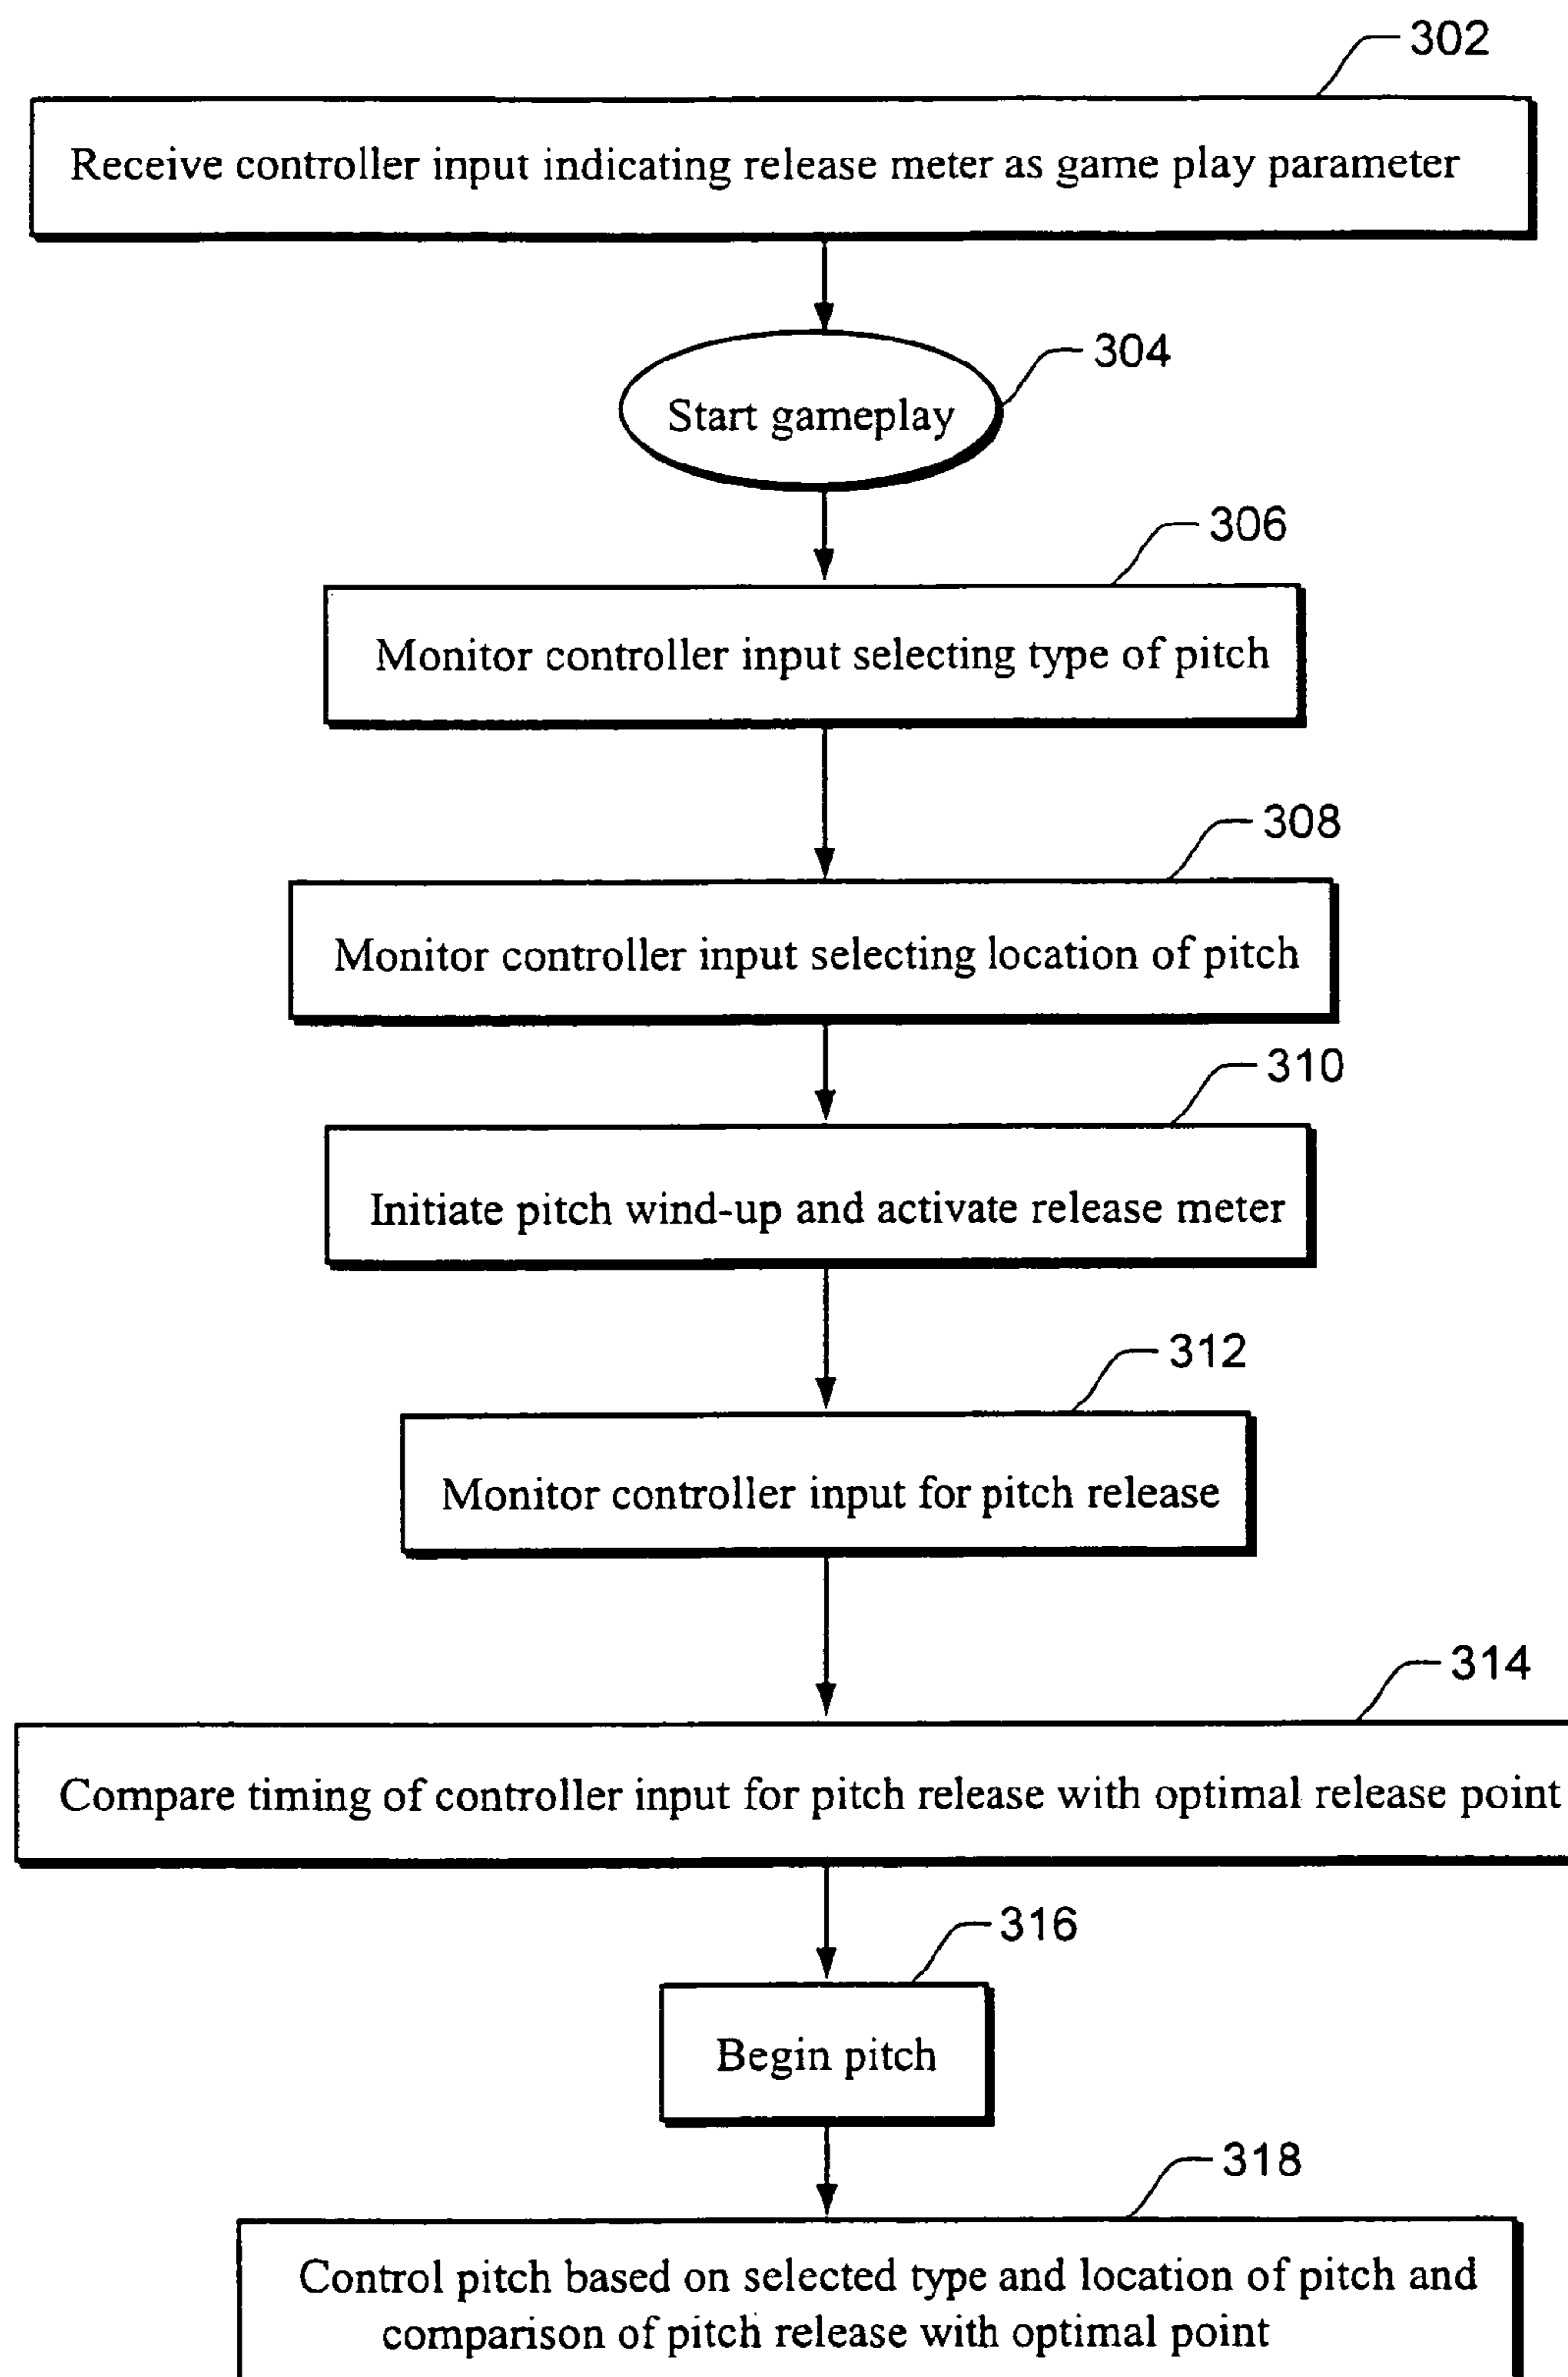 302
Receive controller input indicating release meter as game play parameter
304
Start gameplay
306
Monitor controller input selecting type of pitch
308
Monitor controller input selecting location of pitch
310
Initiate pitch wind-up and activate release meter
312
Monitor controller input for pitch release
314
Compare timing of controller input for pitch release with optimal release point
316
Begin pitch
318
Control pitch based on selected type and location of pitch and
comparison of pitch release with optimal point